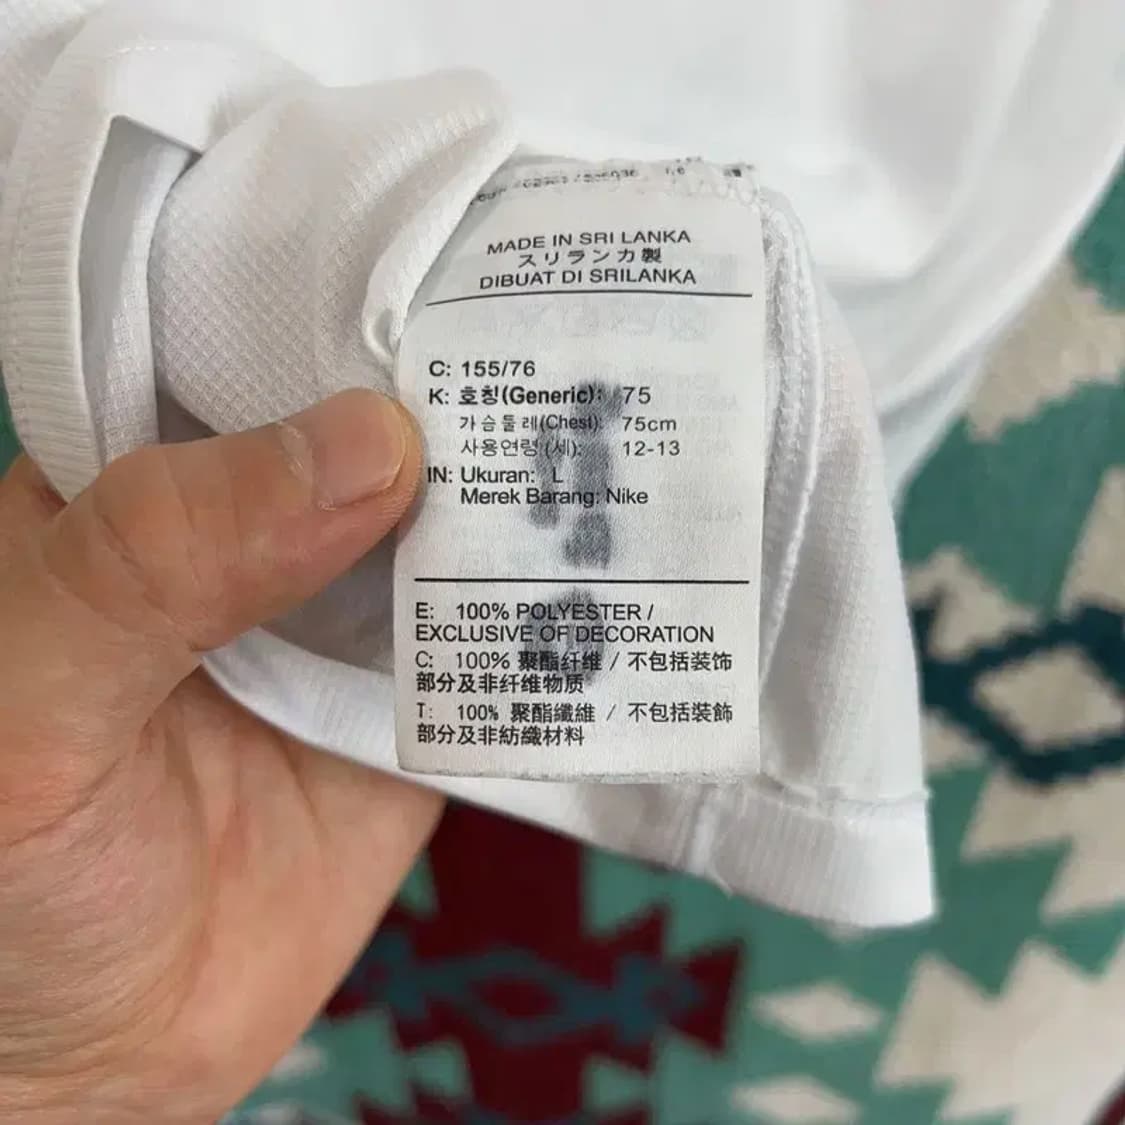 MADE IN SRI LANKA
スリランカ製
DIBUAT DI SRILANKA
C: 155/76
K: 호칭(Generic): 75
가슴둘레(Chest): 75cm
사용연령(세): 12-13
IN: Ukuran: L
Merek Barang: Nike
E: 100% POLYESTER /
EXCLUSIVE OF DECORATION
C: 100% 聚酯纤维 / 不包括装饰
部分及非纤维物质
T: 100% 聚酯纖維 / 不包括裝飾
部分及非紡織材料